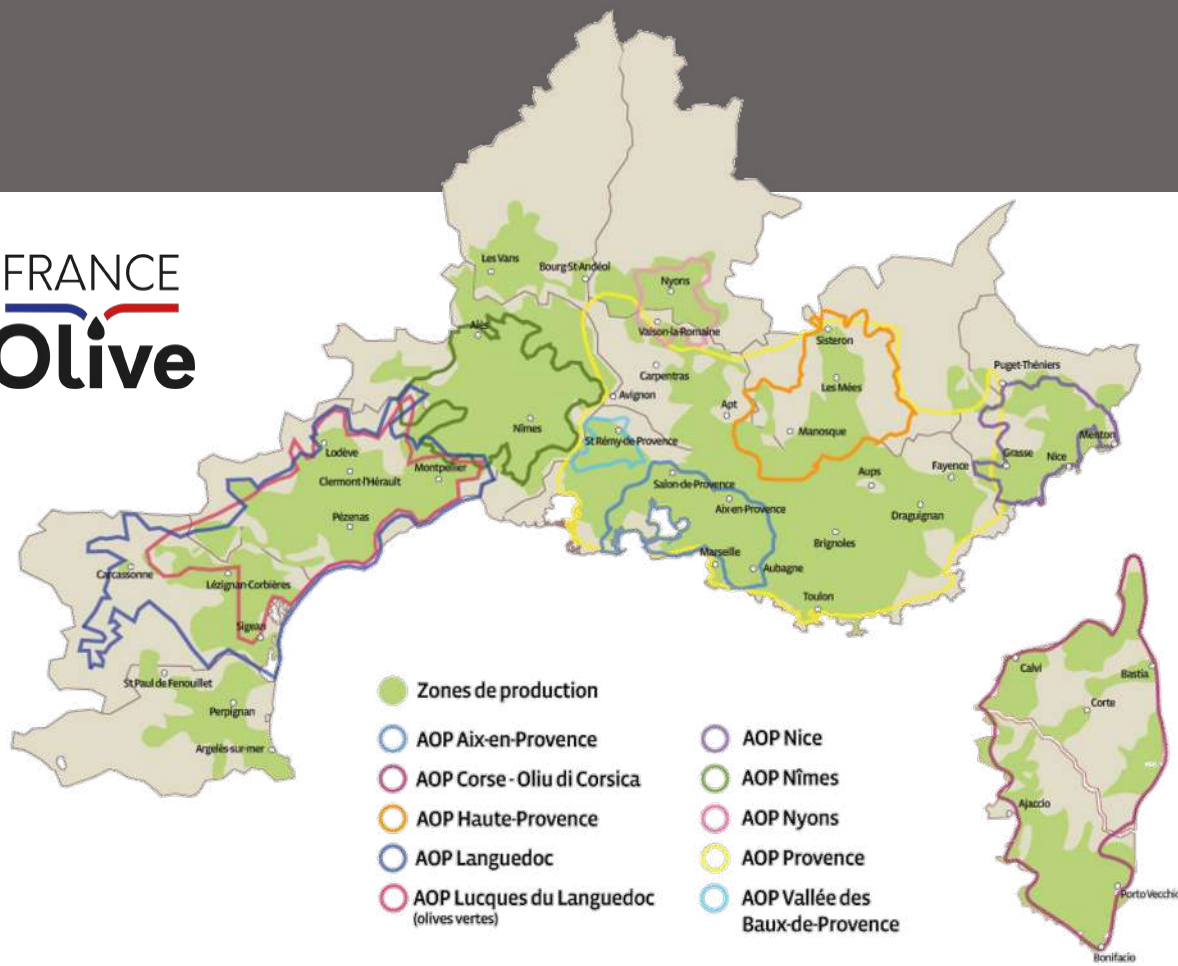 FRANCE
Olive
Les Vans
Bourg-St-Andéol
Nyons
Alès
Vaison-la-Romaine
Sisteron
Puget-Théniers
Carpentras
Les Mées
Avignon
Apt
Nîmes
Manosque
Menton
St Rémy-de-Provence
Lodève
Grasse
Nice
Montpellier
Aups
Fayence
Clermont-l'Hérault
Salon-de-Provence
Aix-en-Provence
Draguignan
Pézenas
Brignoles
Marseille
Aubagne
Carcassonne
Lézignan-Corbières
Toulon
Sigean
Calvi
Bastia
St Paul de Fenouillet
Corte
Perpignan
Argelès-sur-mer
Ajaccio
Porto Vecchio
Bonifacio
Zones de production
AOP Aix-en-Provence
AOP Corse - Oliu di Corsica
AOP Haute-Provence
AOP Languedoc
AOP Lucques du Languedoc
(olives vertes)
AOP Nice
AOP Nîmes
AOP Nyons
AOP Provence
AOP Vallée des
Baux-de-Provence